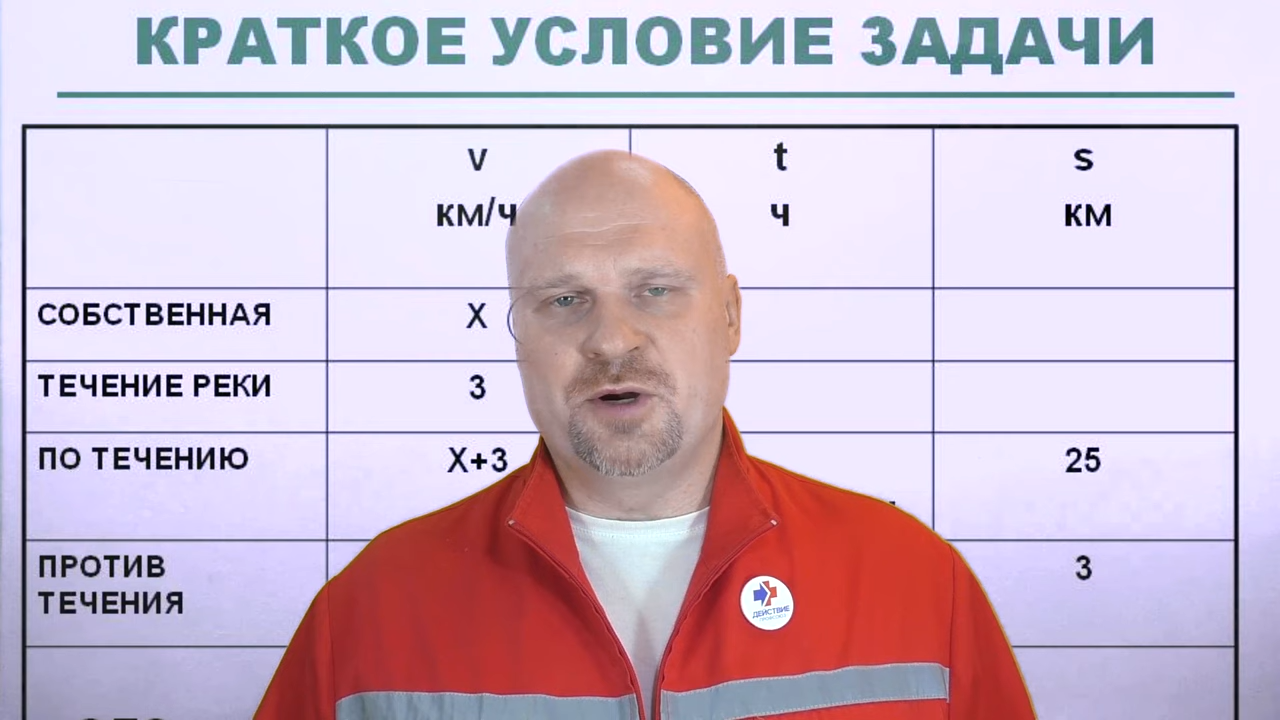 КРАТКОЕ УСЛОВИЕ ЗАДАЧИ
v
км/ч
t
ч
s
км
СОБСТВЕННАЯ
X
ТЕЧЕНИЕ РЕКИ
3
ПО ТЕЧЕНИЮ
X+3
25
ПРОТИВ
ТЕЧЕНИЯ
3
ДЕЙСТВИЕ